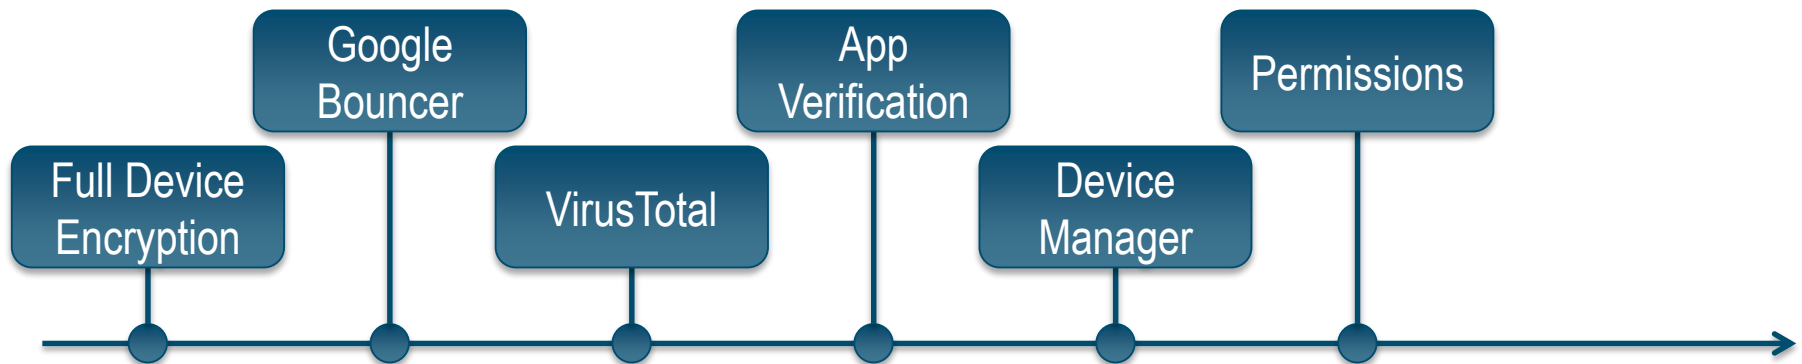 Full Device
Encryption
Google
Bouncer
VirusTotal
App
Verification
Device
Manager
Permissions